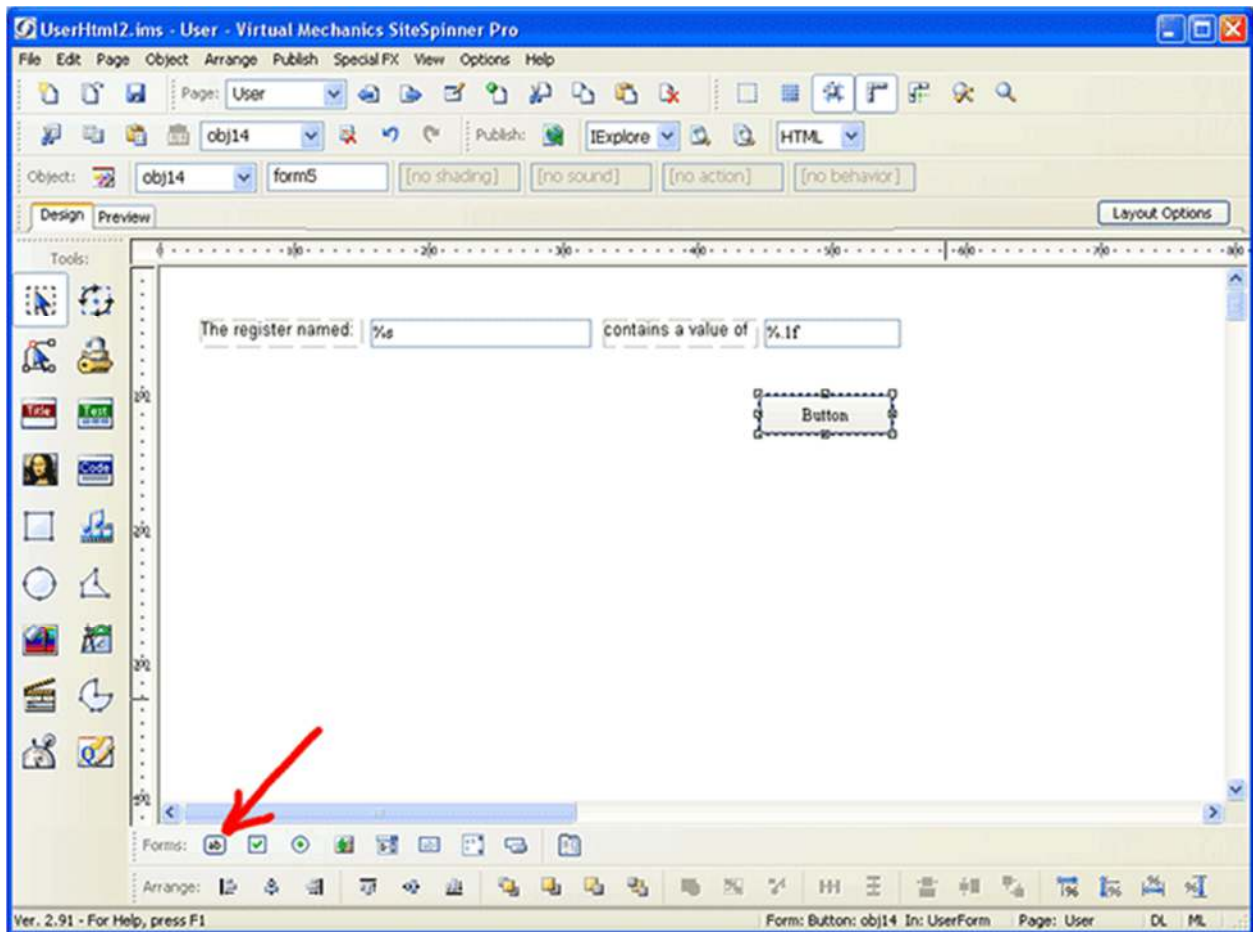 UserHtml2.ims - User - Virtual Mechanics SiteSpinner Pro
File Edit Page Object Arrange Publish Special FX View Options Help
Page: User
obj14 Publish: IExplore HTML
Object: obj14 form5 [no shading] [no sound] [no action] [no behavior]
Design Preview Layout Options
Tools:
The register named: %s contains a value of %.1f
Button
Title Text
Code
Forms: ab
Arrange:
Ver. 2.91 - For Help, press F1 Form: Button: obj14 In: UserForm Page: User DL ML